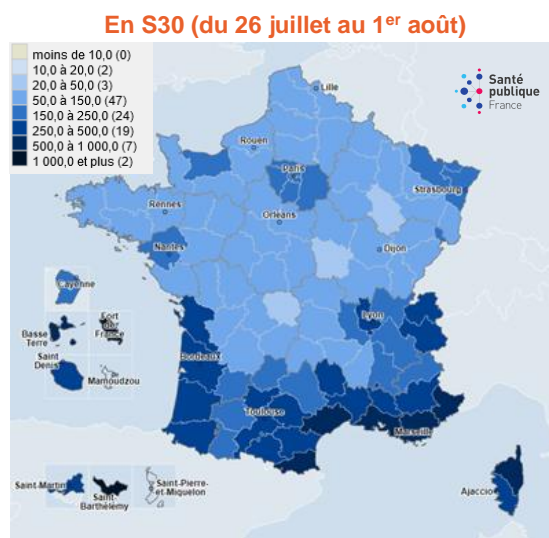 En S30 (du 26 juillet au 1er août)
moins de 10,0 (0)
10,0 à 20,0 (2)
20,0 à 50,0 (3)
50,0 à 150,0 (47)
150,0 à 250,0 (24)
250,0 à 500,0 (19)
500,0 à 1 000,0 (7)
1 000,0 et plus (2)
Santé
publique
France
Lille
Rouen
Paris
Strasbourg
Rennes
Orléans
Nantes
Dijon
Lyon
Bordeaux
Toulouse
Marseille
Ajaccio
Cayenne
Basse
Terre
Fort
de
France
Saint
Denis
Mamoudzou
Saint-Martin
Saint-
Barthélémy
Saint-Pierre-
et-Miquelon